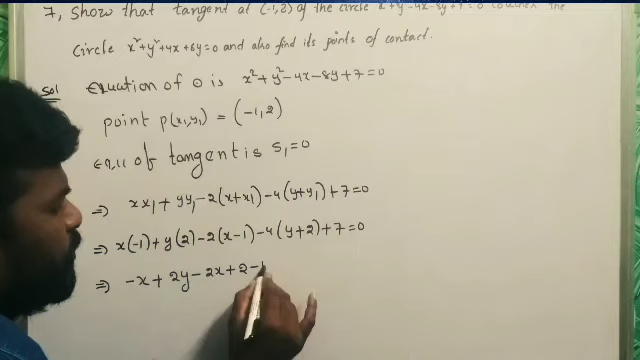 7, Show that tangent at (-1,2) of the circle x²+y²-4x-8y+7=0 touches the
Circle x²+y²+4x+6y=0 and also find its points of contact.
Sol Equation of ⊙ is x²+y²-4x-8y+7=0
point P(x₁,y₁) = (-1,2)
of tangent is S₁=0
⇒ xx₁+yy₁-2(x+x₁)-4(y+y₁)+7=0
⇒ x(-1)+y(2)-2(x-1)-4(y+2)+7=0
⇒ -x+2y-2x+2-